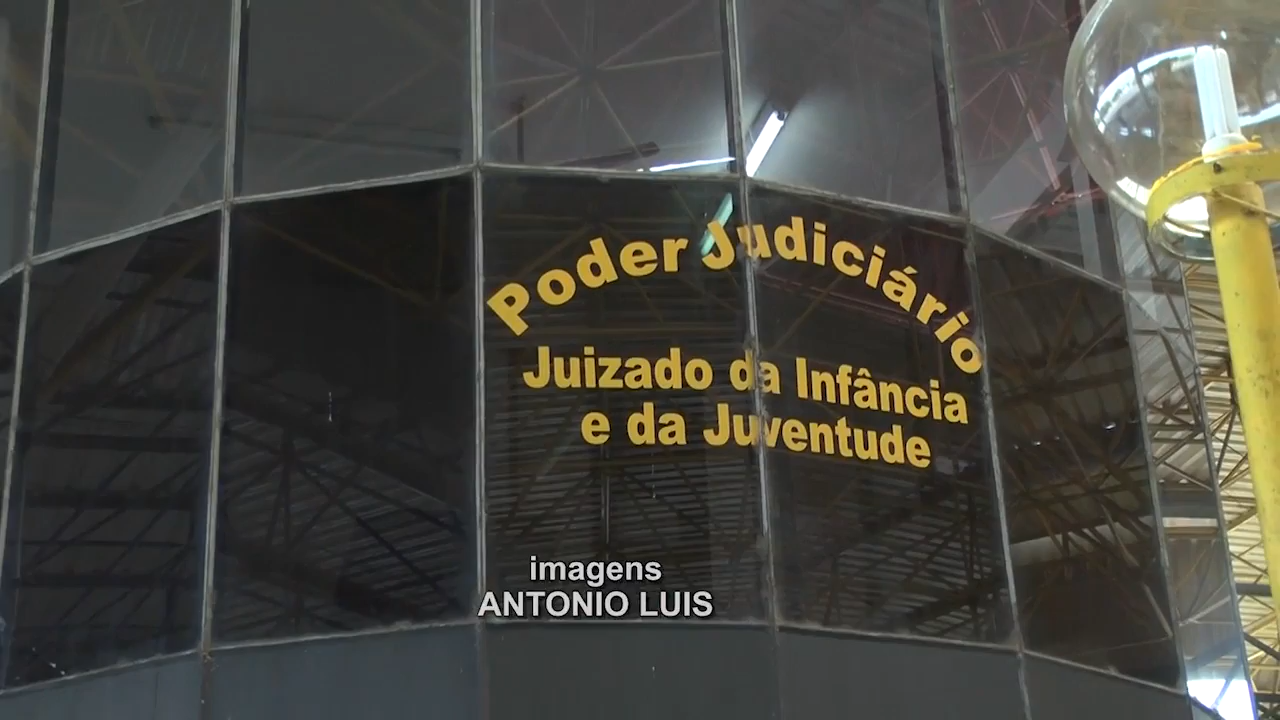 Poder Judiciário
Juizado da Infância
e da Juventude
imagens
ANTONIO LUIS